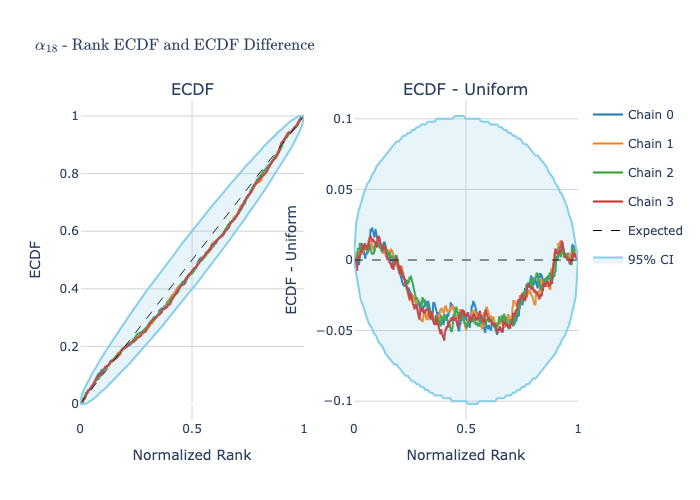 α₁₈ - Rank ECDF and ECDF Difference
ECDF
ECDF - Uniform
ECDF
1
0.8
0.6
0.4
0.2
0
0
0.5
1
Normalized Rank
ECDF - Uniform
0.1
0.05
0
−0.05
−0.1
0
0.5
1
Normalized Rank
Chain 0
Chain 1
Chain 2
Chain 3
Expected
95% CI